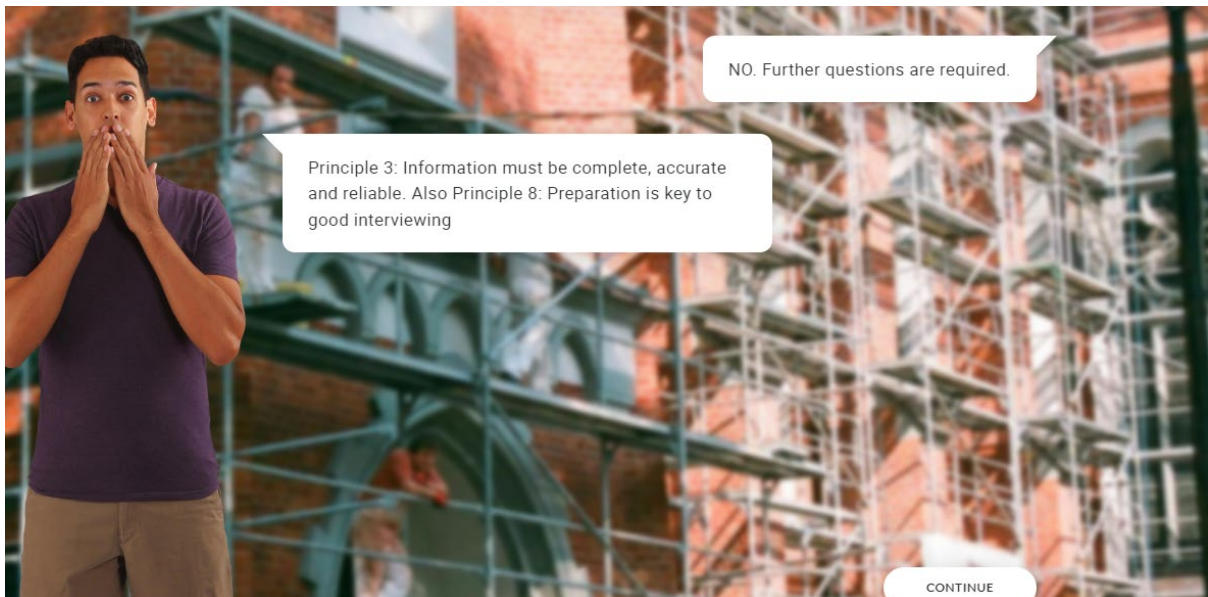 NO. Further questions are required.
Principle 3: Information must be complete, accurate
and reliable. Also Principle 8: Preparation is key to
good interviewing
CONTINUE